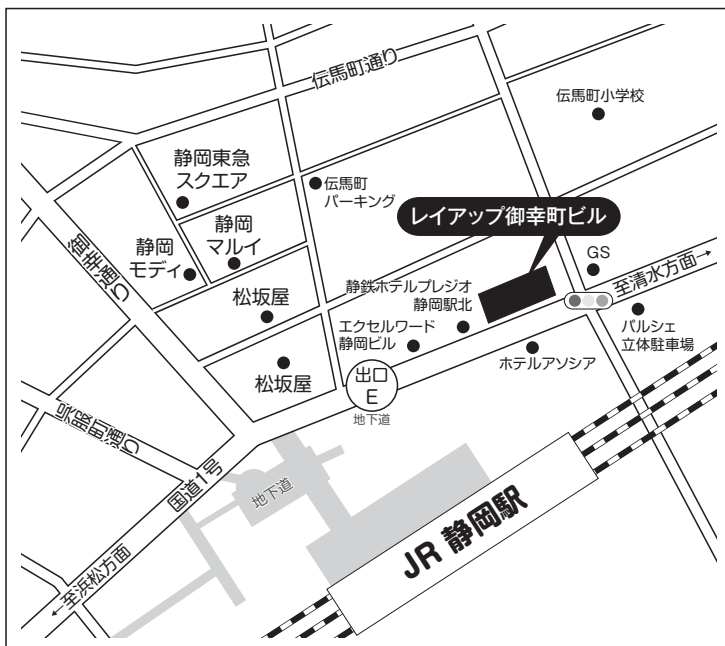 伝馬町通り
伝馬町小学校
静岡東急
スクエア
伝馬町
パーキング
レイアップ御幸町ビル
静岡
マルイ
静岡
モディ
御幸通り
GS
至清水方面→
静鉄ホテルプレジオ
静岡駅北
松坂屋
エクセルワード
静岡ビル
パルシェ
立体駐車場
ホテルアソシア
松坂屋
出口
E
地下道
呉服町通り
国道1号
地下道
JR 静岡駅
←至浜松方面